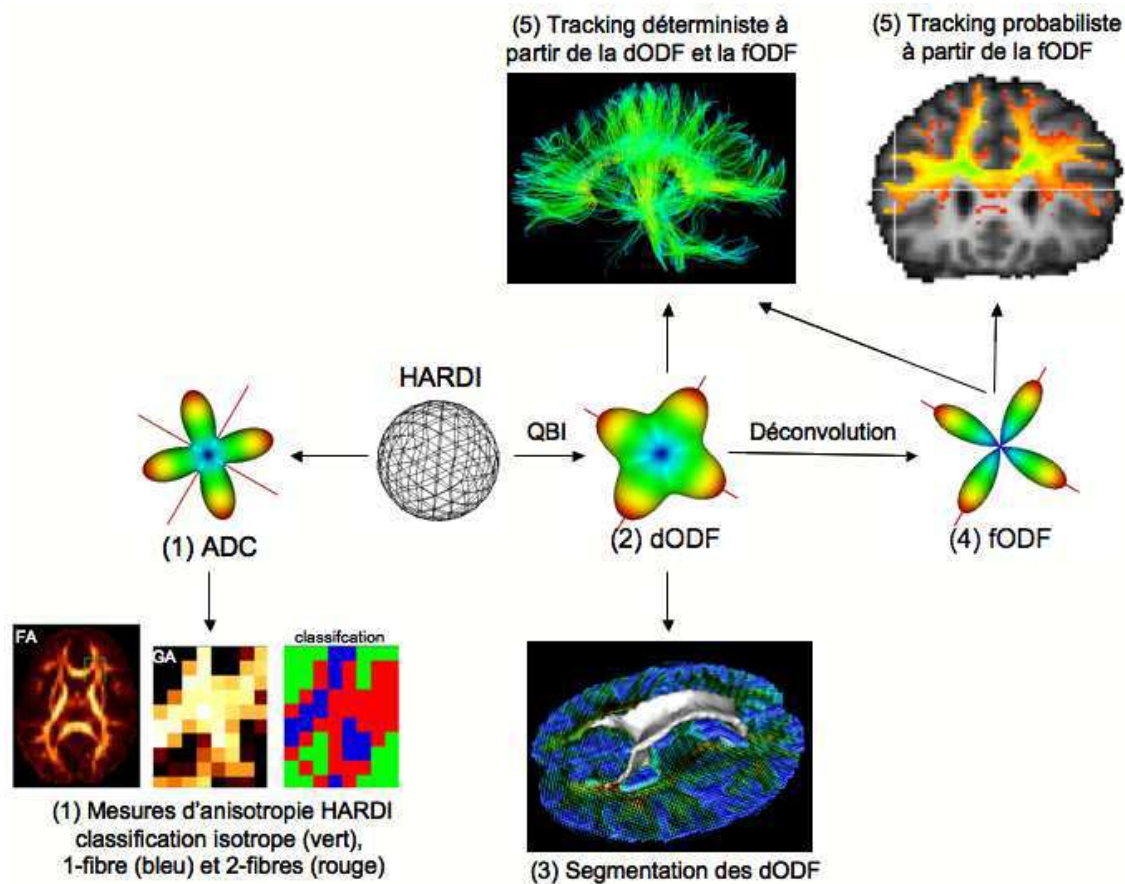 (5) Tracking déterministe à
partir de la dODF et la fODF
(5) Tracking probabiliste
à partir de la fODF
HARDI
QBI
Déconvolution
(1) ADC
(2) dODF
(4) fODF
FA
GA
classifcation
(1) Mesures d'anisotropie HARDI
classification isotrope (vert),
1-fibre (bleu) et 2-fibres (rouge)
(3) Segmentation des dODF